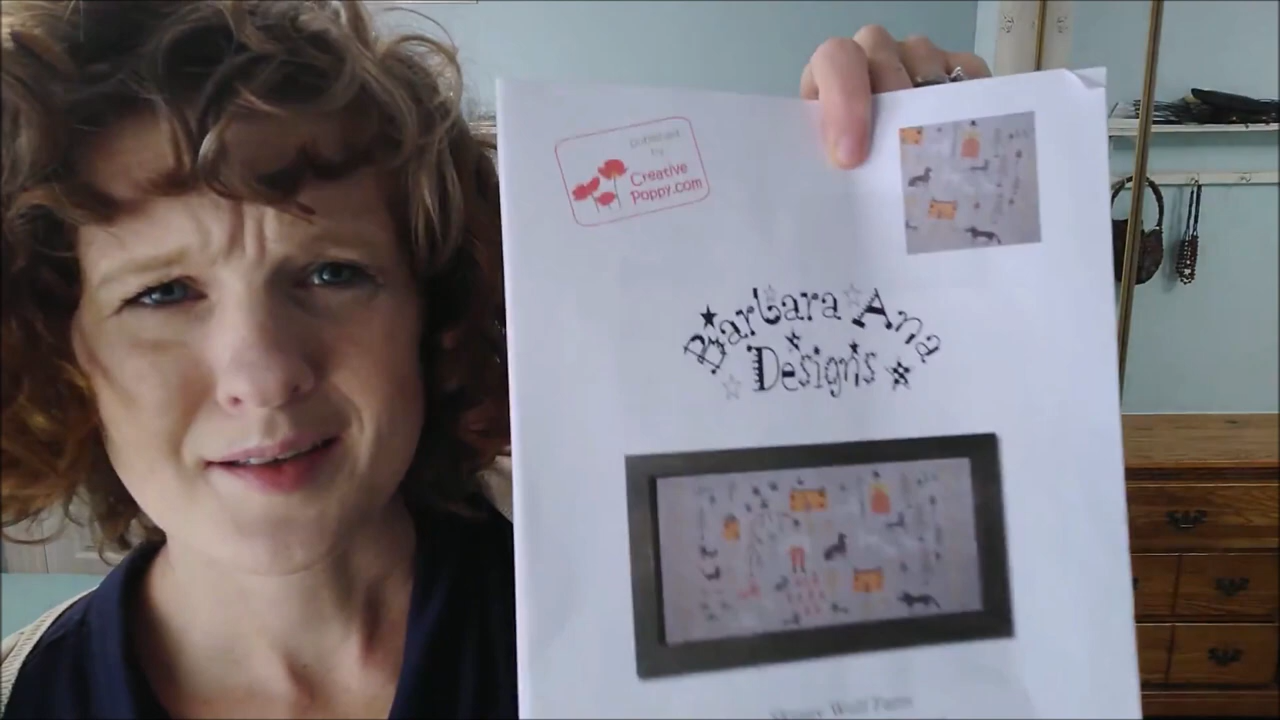 published
by
Creative
Poppy.com
Barbara Ana
Designs